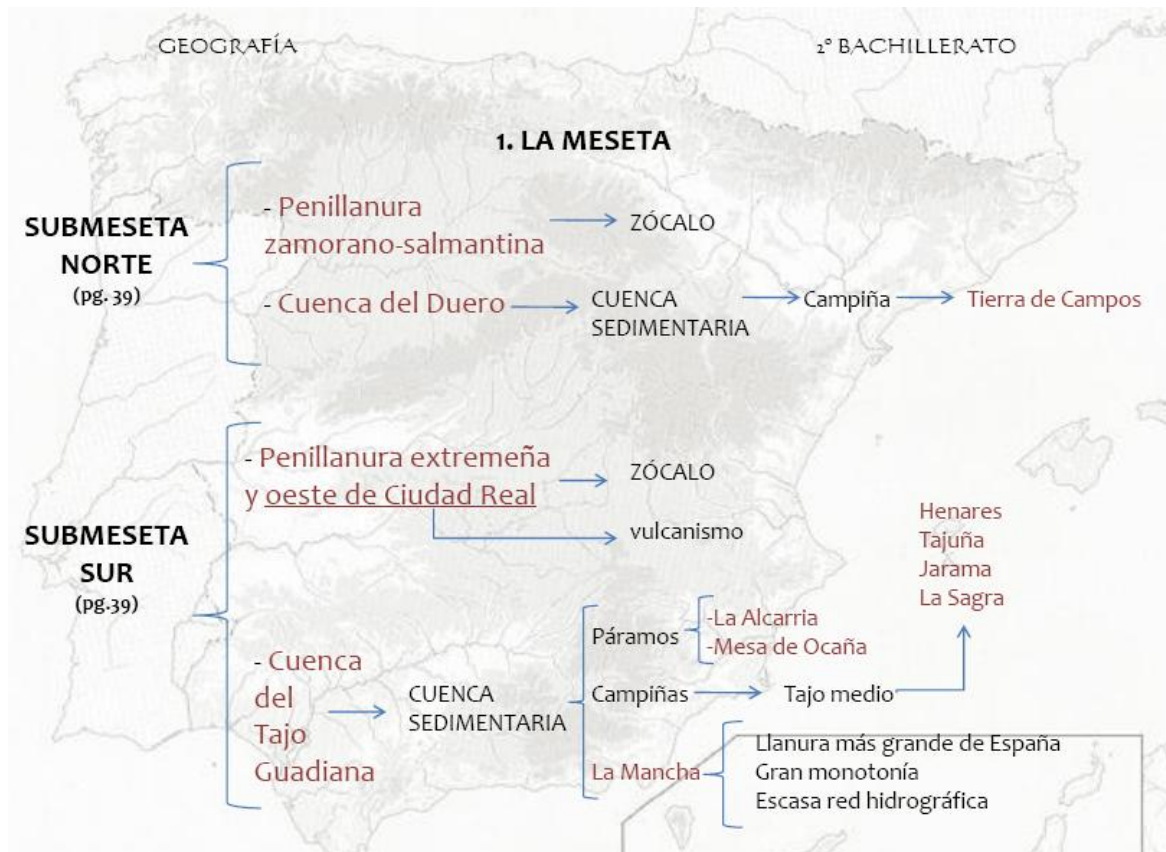 GEOGRAFÍA
2º BACHILLERATO
1. LA MESETA
SUBMESETA
NORTE
(pg. 39)
- Penillanura
zamorano-salmantina
ZÓCALO
- Cuenca del Duero
CUENCA
SEDIMENTARIA
Campiña
Tierra de Campos
SUBMESETA
SUR
(pg.39)
- Penillanura extremeña
y oeste de Ciudad Real
ZÓCALO
vulcanismo
- Cuenca
del
Tajo
Guadiana
CUENCA
SEDIMENTARIA
Páramos
-La Alcarria
-Mesa de Ocaña
Campiñas
Tajo medio
Henares
Tajuña
Jarama
La Sagra
La Mancha
Llanura más grande de España
Gran monotonía
Escasa red hidrográfica